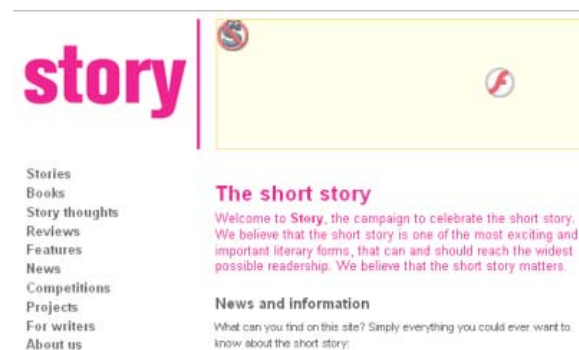 story
Stories
Books
Story thoughts
Reviews
Features
News
Competitions
Projects
For writers
About us
The short story
Welcome to Story, the campaign to celebrate the short story.
We believe that the short story is one of the most exciting and
important literary forms, that can and should reach the widest
possible readership. We believe that the short story matters.
News and information
What can you find on this site? Simply everything you could ever want to
know about the short story: